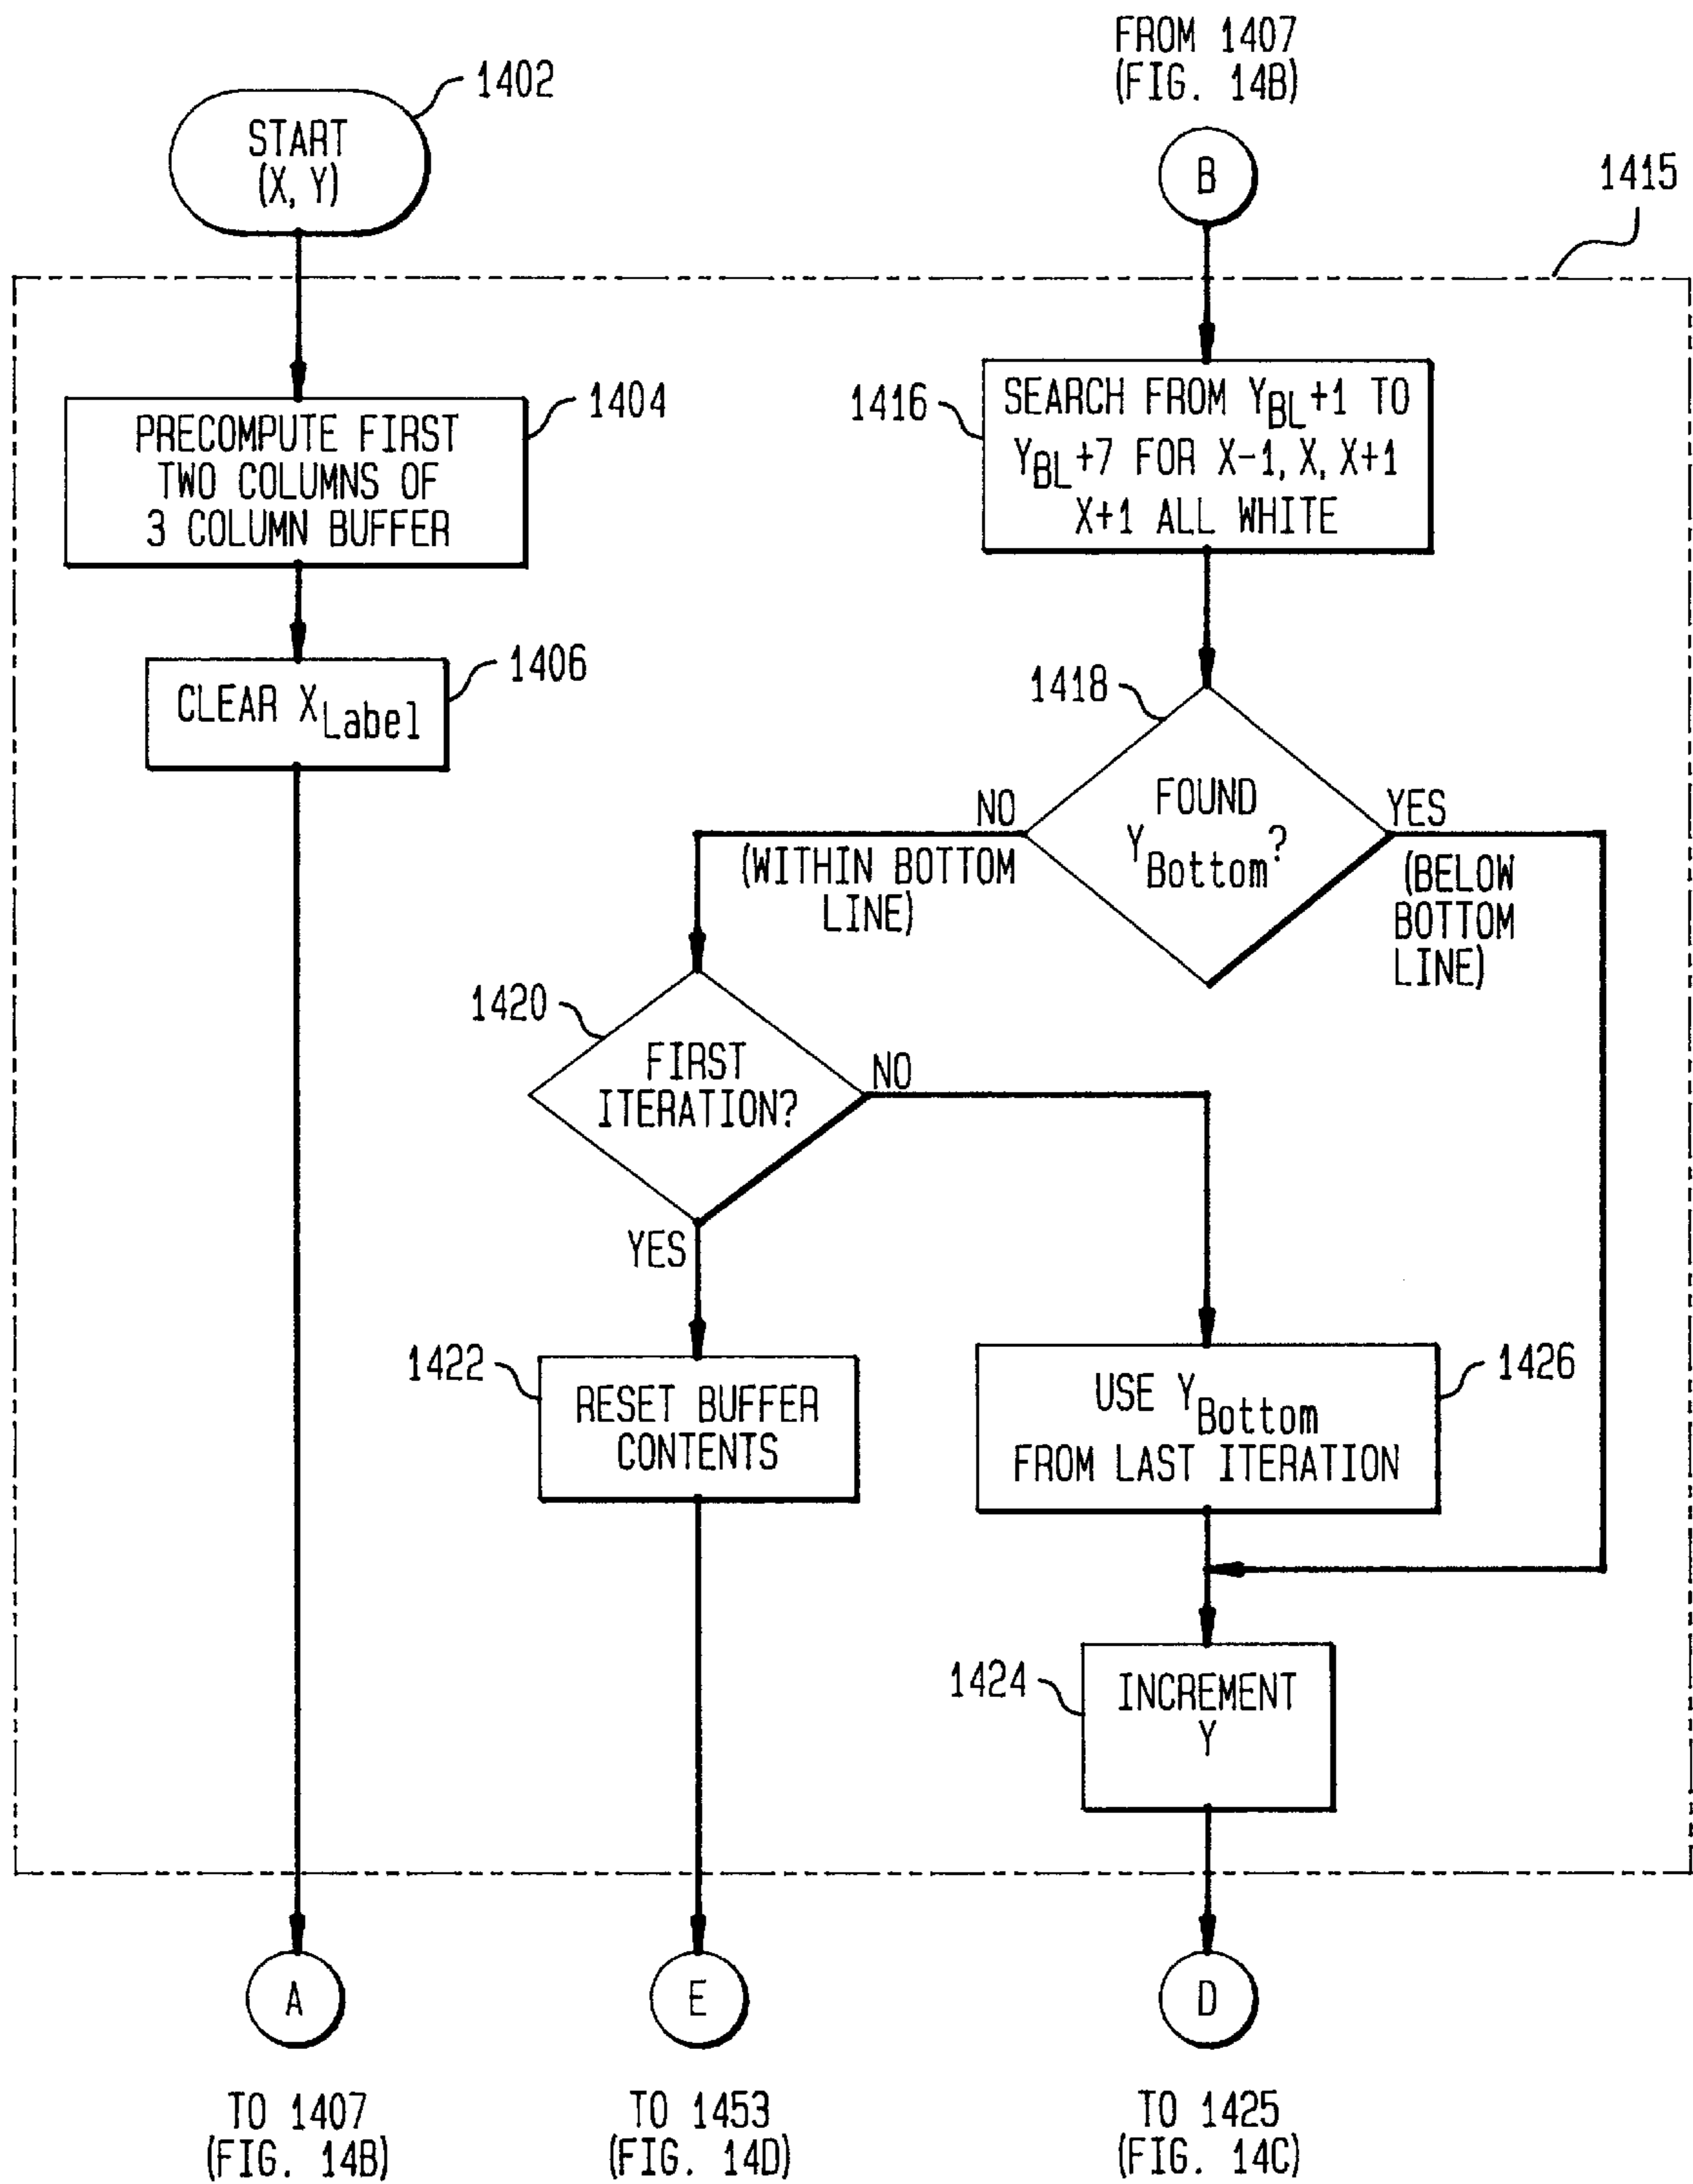 FROM 1407
(FIG. 14B)
1402
START
(X, Y)
B
1415
1404
PRECOMPUTE FIRST
TWO COLUMNS OF
3 COLUMN BUFFER
1416
SEARCH FROM YBL+1 TO
YBL+7 FOR X-1, X, X+1
X+1 ALL WHITE
1406
CLEAR XLabel
1418
FOUND
YBottom?
NO
(WITHIN BOTTOM
LINE)
YES
(BELOW
BOTTOM
LINE)
1420
FIRST
ITERATION?
NO
YES
1422
RESET BUFFER
CONTENTS
1426
USE YBottom
FROM LAST ITERATION
1424
INCREMENT
Y
A
E
D
TO 1407
(FIG. 14B)
TO 1453
(FIG. 14D)
TO 1425
(FIG. 14C)